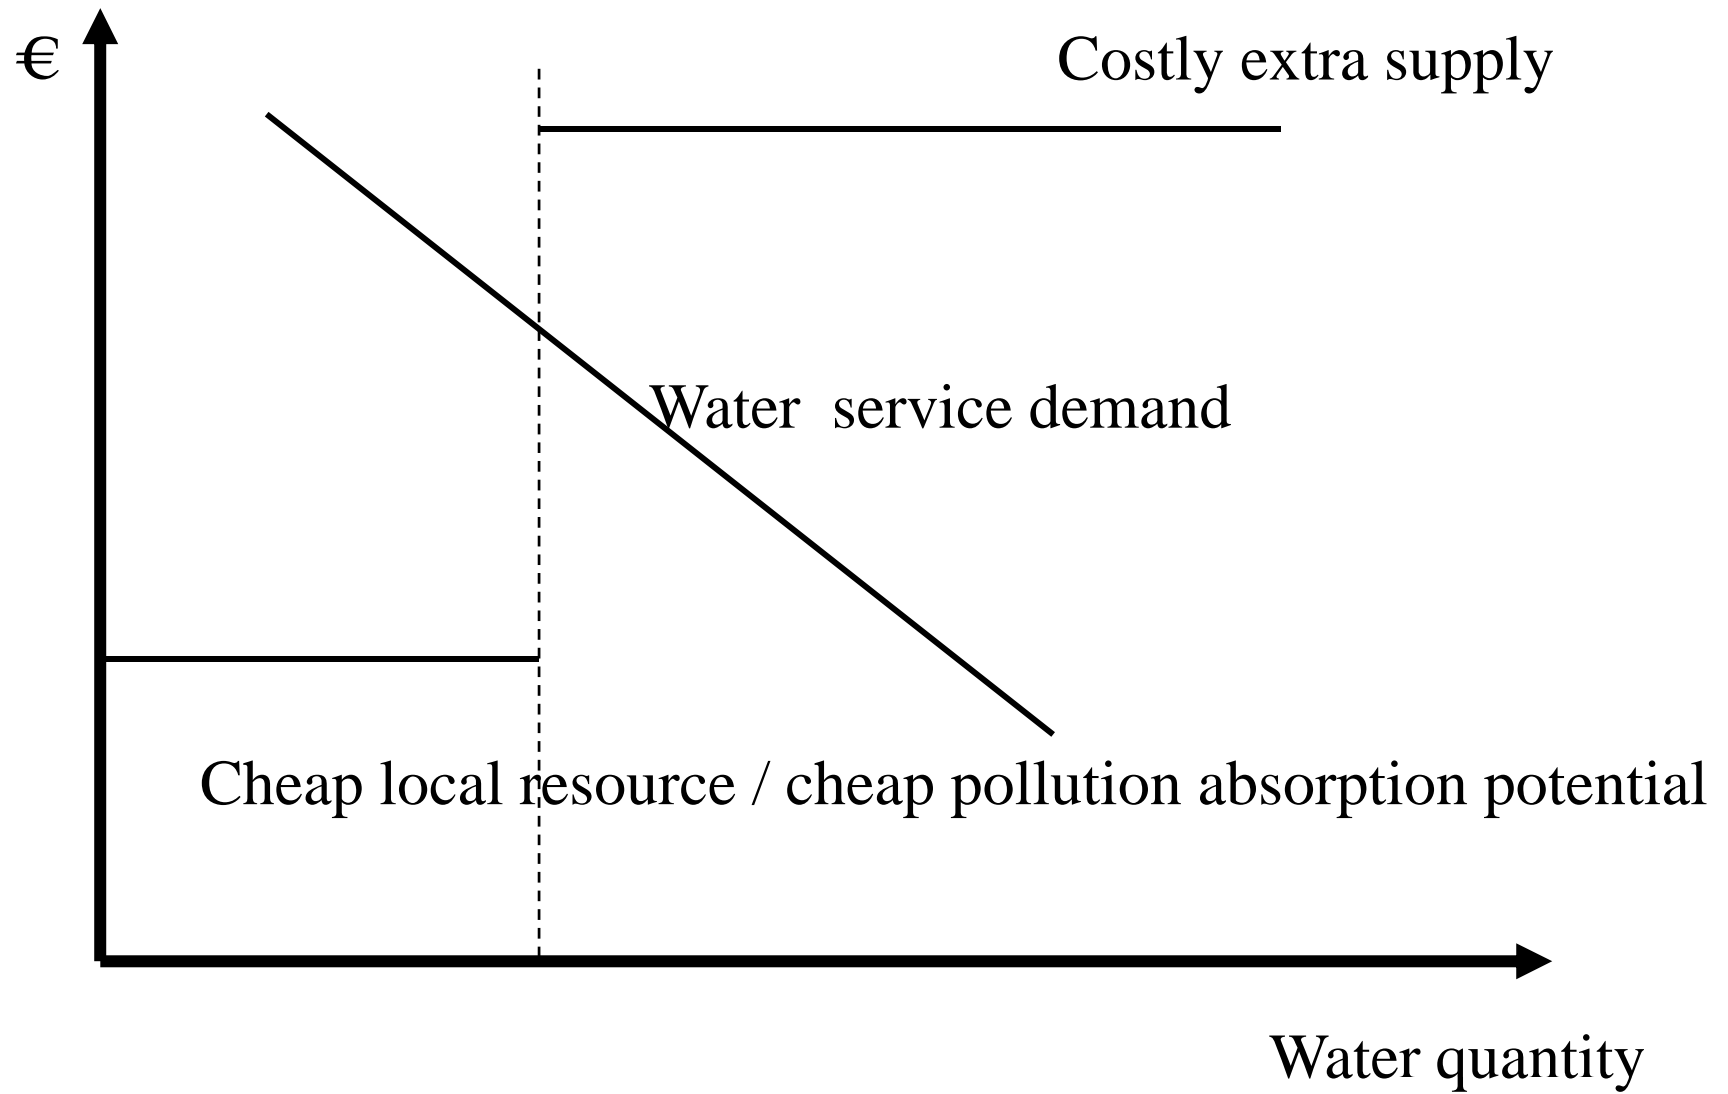 €
Costly extra supply
Water  service demand
Cheap local resource / cheap pollution absorption potential
Water quantity